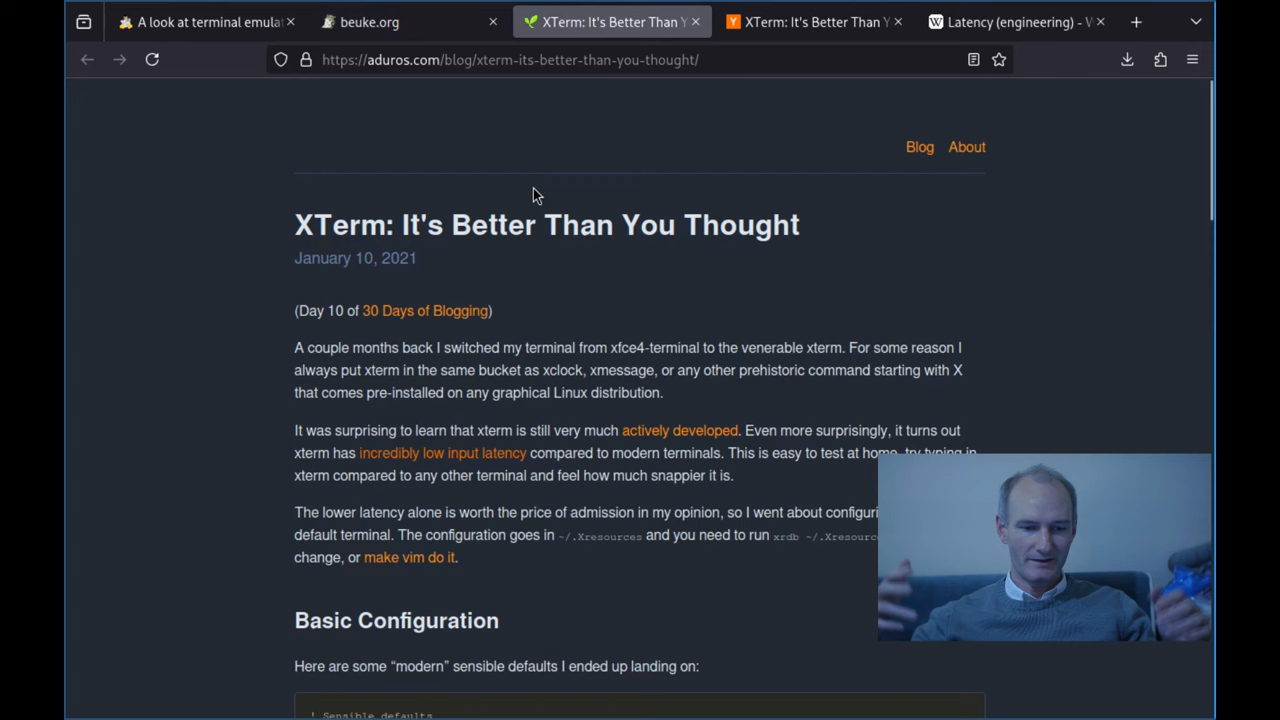 A look at terminal emulat
beuke.org
XTerm: It's Better Than Y
XTerm: It's Better Than Y
Latency (engineering) - W
https://aduros.com/blog/xterm-its-better-than-you-thought/
Blog About
XTerm: It's Better Than You Thought
January 10, 2021
(Day 10 of 30 Days of Blogging)
A couple months back I switched my terminal from xfce4-terminal to the venerable xterm. For some reason I
always put xterm in the same bucket as xclock, xmessage, or any other prehistoric command starting with X
that comes pre-installed on any graphical Linux distribution.
It was surprising to learn that xterm is still very much actively developed. Even more surprisingly, it turns out
xterm has incredibly low input latency compared to modern terminals. This is easy to test at home, try typing in
xterm compared to any other terminal and feel how much snappier it is.
The lower latency alone is worth the price of admission in my opinion, so I went about configuri
default terminal. The configuration goes in ~/.Xresources and you need to run xrdb ~/.Xresourc
change, or make vim do it.
Basic Configuration
Here are some “modern” sensible defaults I ended up landing on:
! Sensible defaults